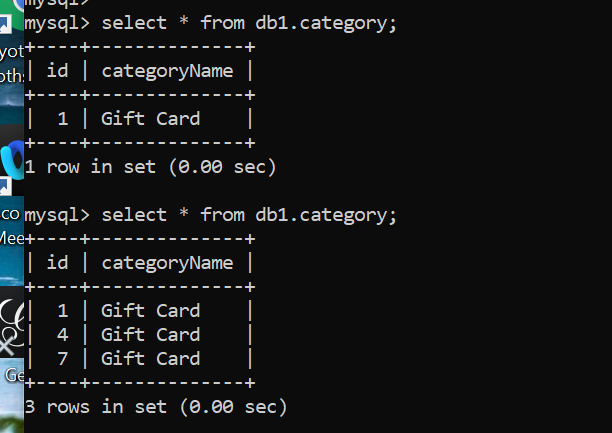 mysql>
mysql> select * from db1.category;
+----+--------------+
| id | categoryName |
+----+--------------+
|  1 | Gift Card    |
+----+--------------+
1 row in set (0.00 sec)

mysql> select * from db1.category;
+----+--------------+
| id | categoryName |
+----+--------------+
|  1 | Gift Card    |
|  4 | Gift Card    |
|  7 | Gift Card    |
+----+--------------+
3 rows in set (0.00 sec)
yot
oths
sco
Mee
Ge